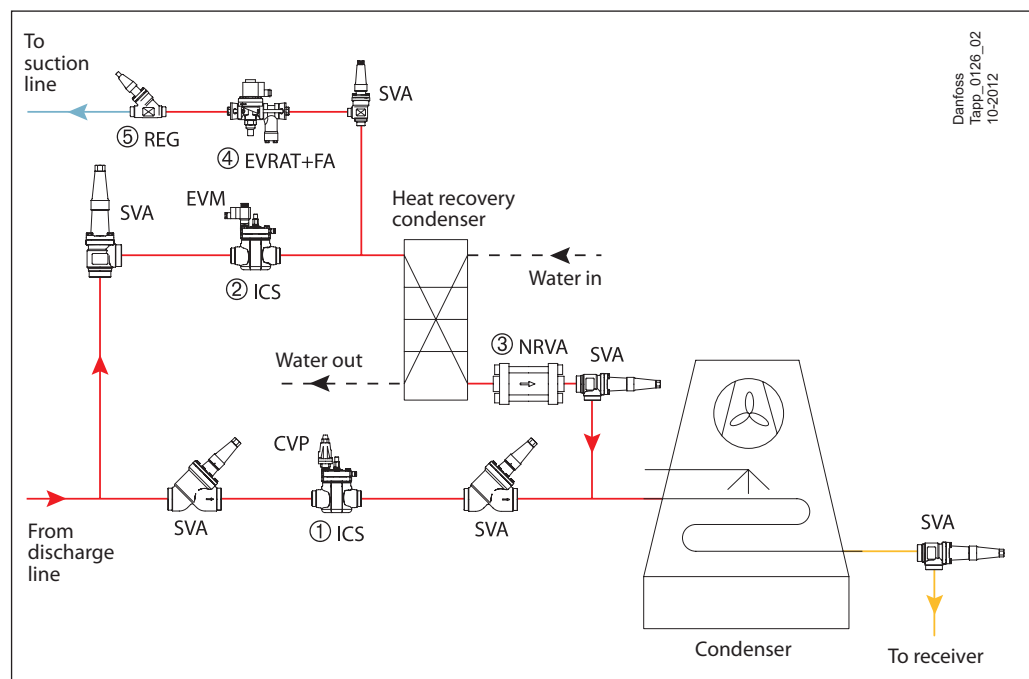 To
suction
line
⑤ REG
④ EVRAT+FA
SVA
Danfoss
Tapp_0126_02
10-2012
SVA
EVM
② ICS
Heat recovery
condenser
Water in
Water out
③ NRVA
SVA
CVP
From
discharge
line
SVA
① ICS
SVA
SVA
Condenser
To receiver